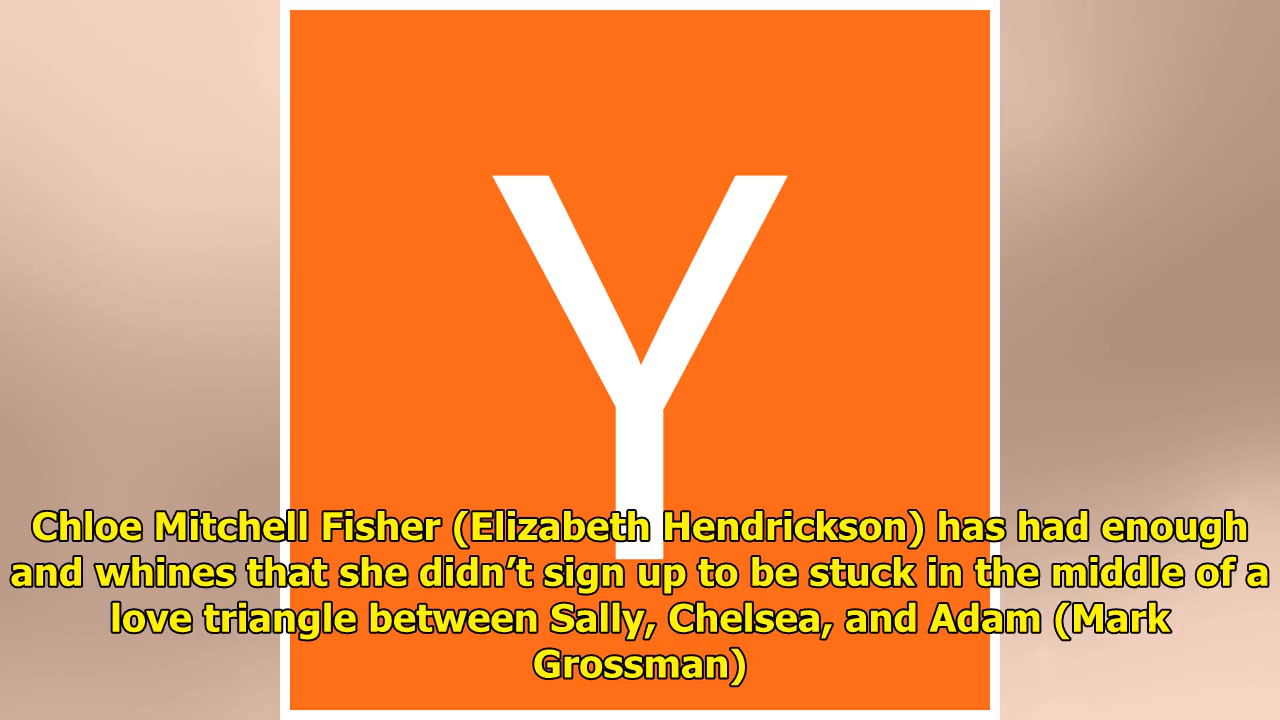 Y
Chloe Mitchell Fisher (Elizabeth Hendrickson) has had enough
and whines that she didn’t sign up to be stuck in the middle of a
love triangle between Sally, Chelsea, and Adam (Mark
Grossman)